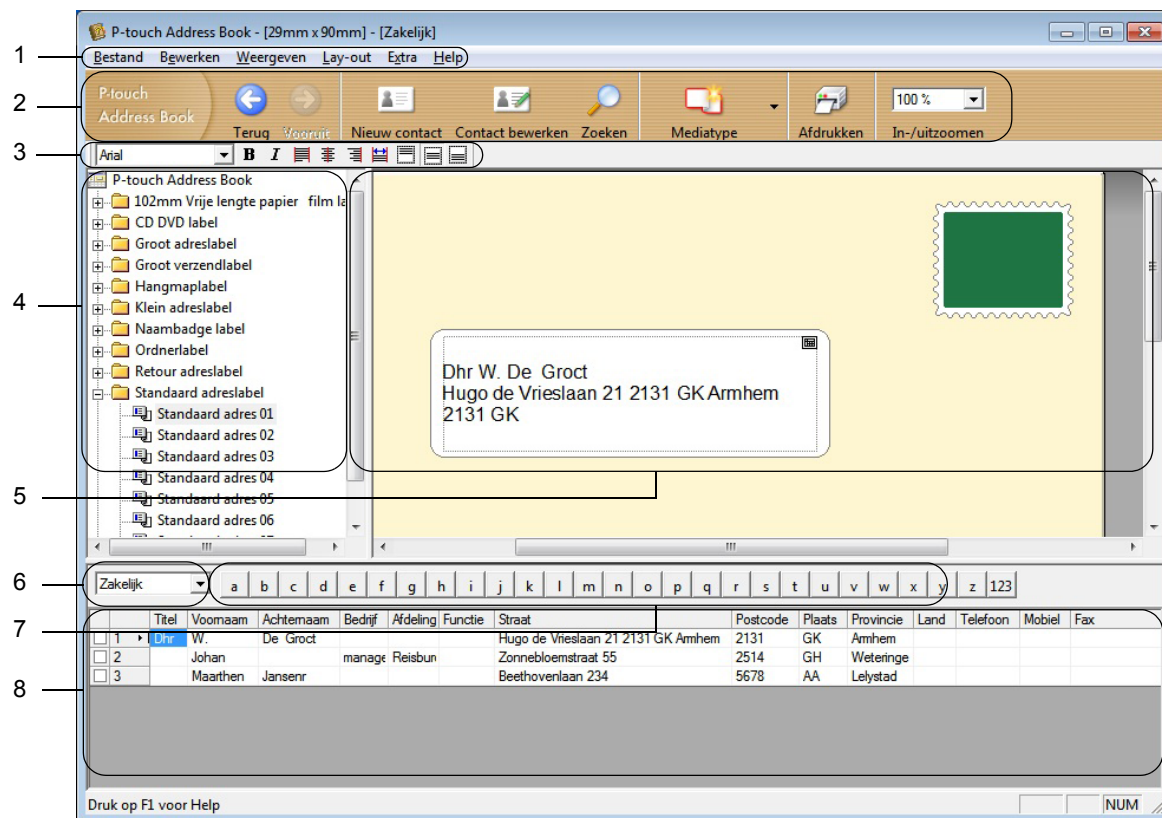 P-touch Address Book - [29mm x 90mm] - [Zakelijk]
1
Bestand Bewerken Weergeven Lay-out Extra Help
2
P-touch
Address Book
Terug Vooruit Nieuw contact Contact bewerken Zoeken Mediatype Afdrukken 100 % In-/uitzoomen
3
Arial B I
P-touch Address Book
102mm Vrije lengte papier film la
CD DVD label
Groot adreslabel
Groot verzendlabel
Hangmaplabel
4
Klein adreslabel
Naambadge label
Ordnerlabel
Retour adreslabel
Standaard adreslabel
Standaard adres 01
Standaard adres 02
Standaard adres 03
Standaard adres 04
Standaard adres 05
Standaard adres 06
Dhr W. De Groct
Hugo de Vrieslaan 21 2131 GK Armhem
2131 GK
5
6
Zakelijk a b c d e f g h i j k l m n o p q r s t u v w x y z 123
7
Titel Voornaam Achternaam Bedrijf Afdeling Functie Straat Postcode Plaats Provincie Land Telefoon Mobiel Fax
1 Dhr W. De Groct Hugo de Vrieslaan 21 2131 GK Armhem 2131 GK Armhem
2 Johan manage Reisbur Zonnebloemstraat 55 2514 GH Weteringe
3 Maarthen Jansenr Beethovenlaan 234 5678 AA Lelystad
8
Druk op F1 voor Help NUM